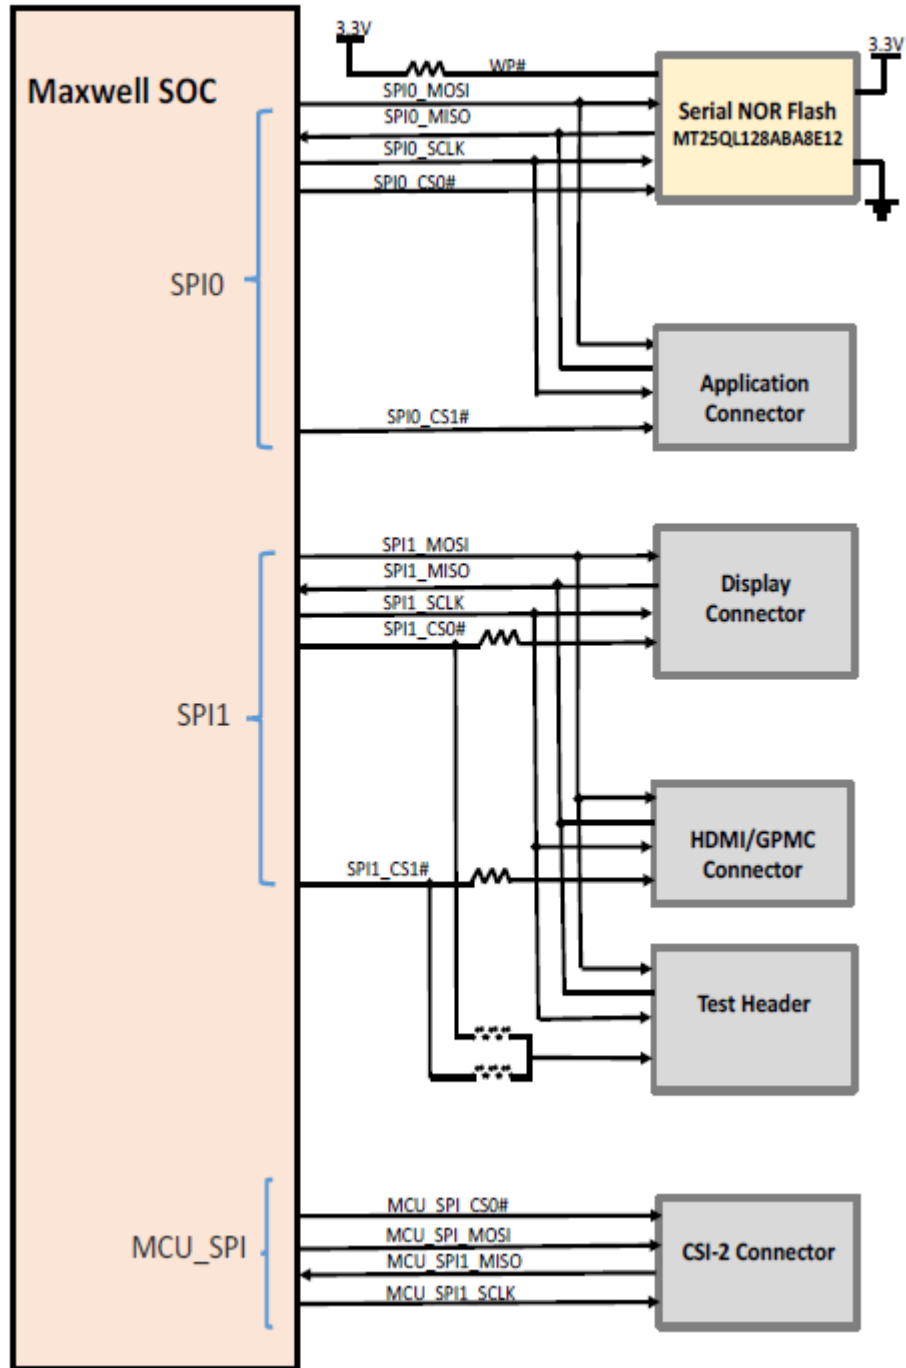 3.3V
3.3V
WP#
Maxwell SOC
SPI0_MOSI
SPI0_MISO
SPI0_SCLK
SPI0_CS0#
Serial NOR Flash
MT25QL128ABA8E12
SPI0
Application
Connector
SPI0_CS1#
SPI1_MOSI
SPI1_MISO
SPI1_SCLK
SPI1_CS0#
Display
Connector
SPI1
HDMI/GPMC
Connector
SPI1_CS1#
Test Header
MCU_SPI
MCU_SPI_CS0#
MCU_SPI_MOSI
MCU_SPI1_MISO
MCU_SPI1_SCLK
CSI-2 Connector